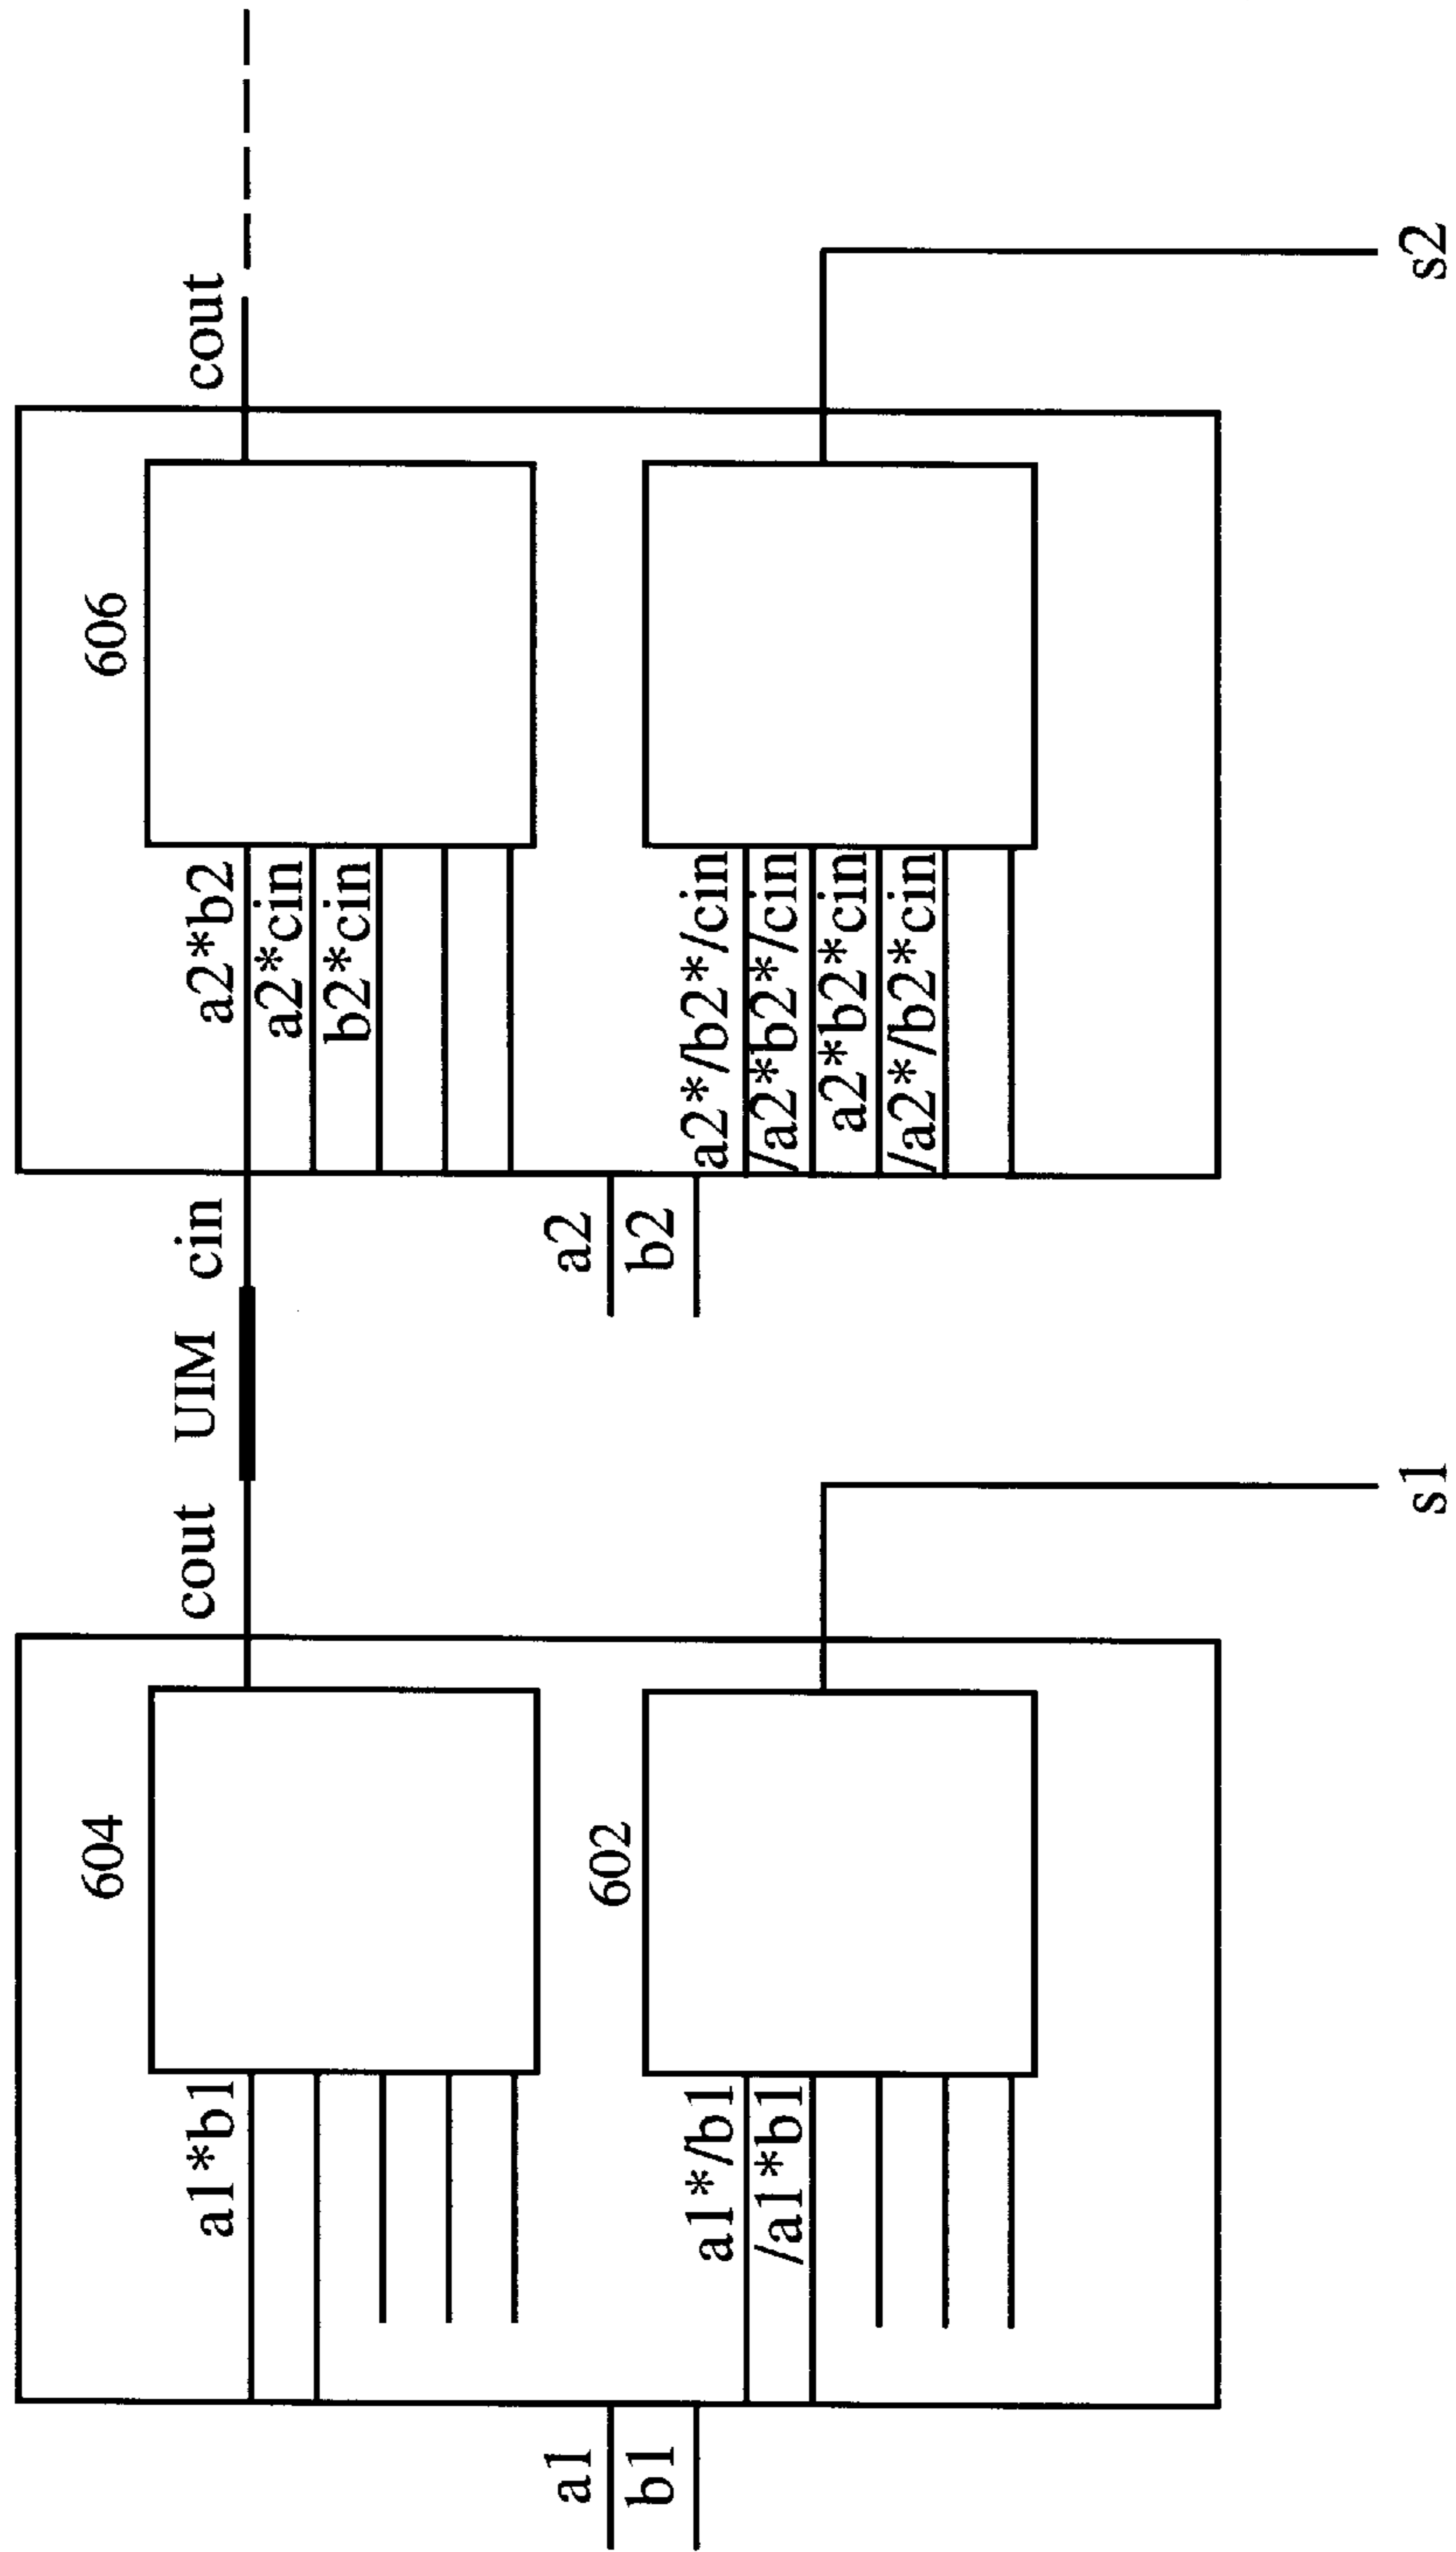 604
a1*b1
cout
UIM
cin
602
a1*/b1
/a1*b1
a1
b1
s1
606
a2*b2
a2*cin
b2*cin
cout
a2*/b2*/cin
/a2*b2*/cin
a2*b2*cin
/a2*/b2*cin
a2
b2
s2